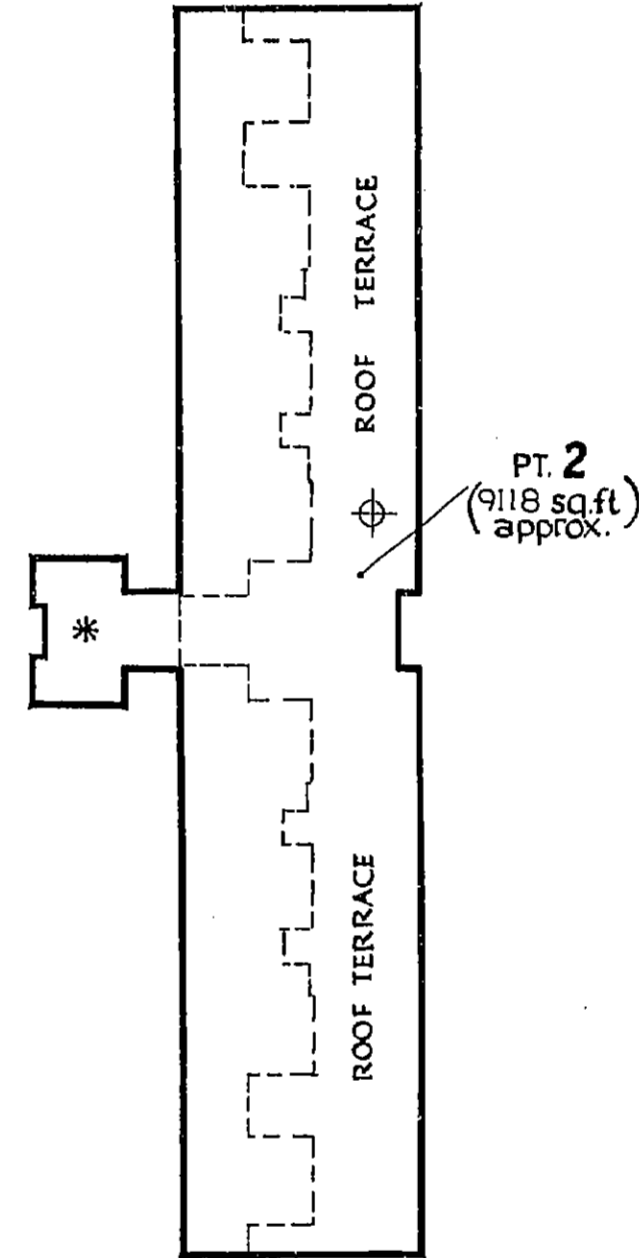 ROOF TERRACE
PT. 2
(9118 sq.ft)
approx.
*
ROOF TERRACE